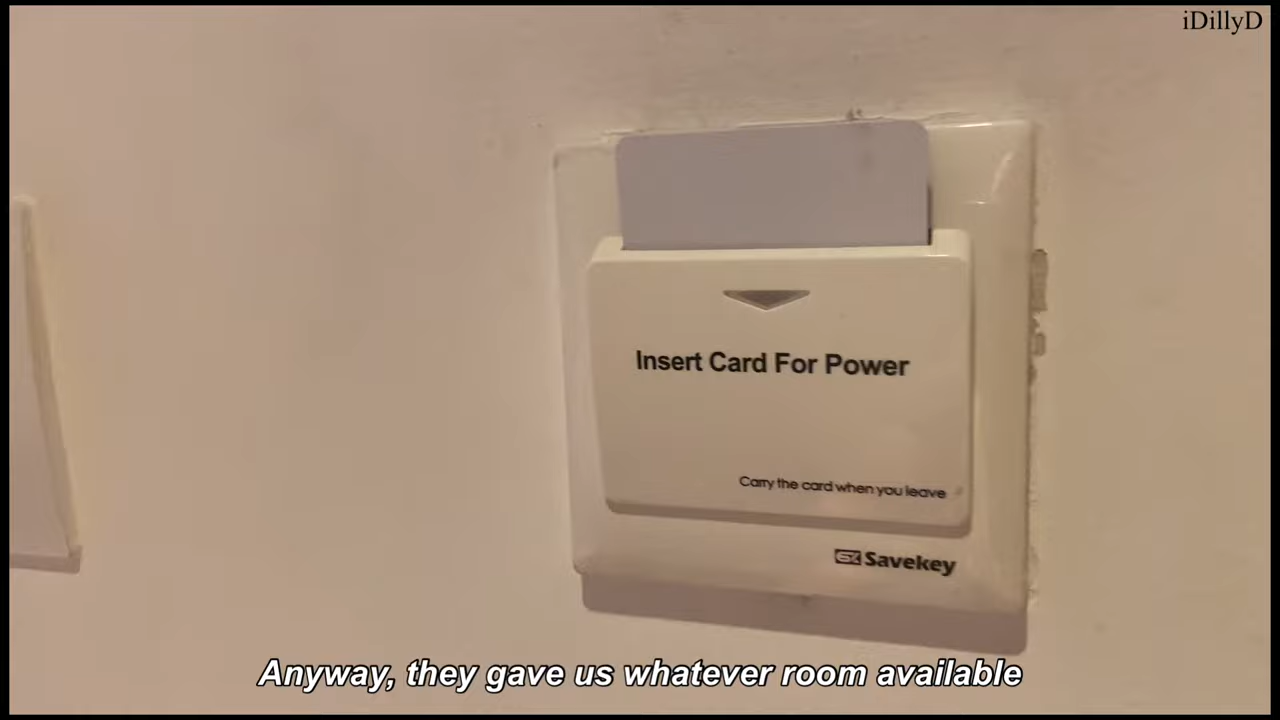 iDillyD
Insert Card For Power
Carry the card when you leave
Savekey
Anyway, they gave us whatever room available